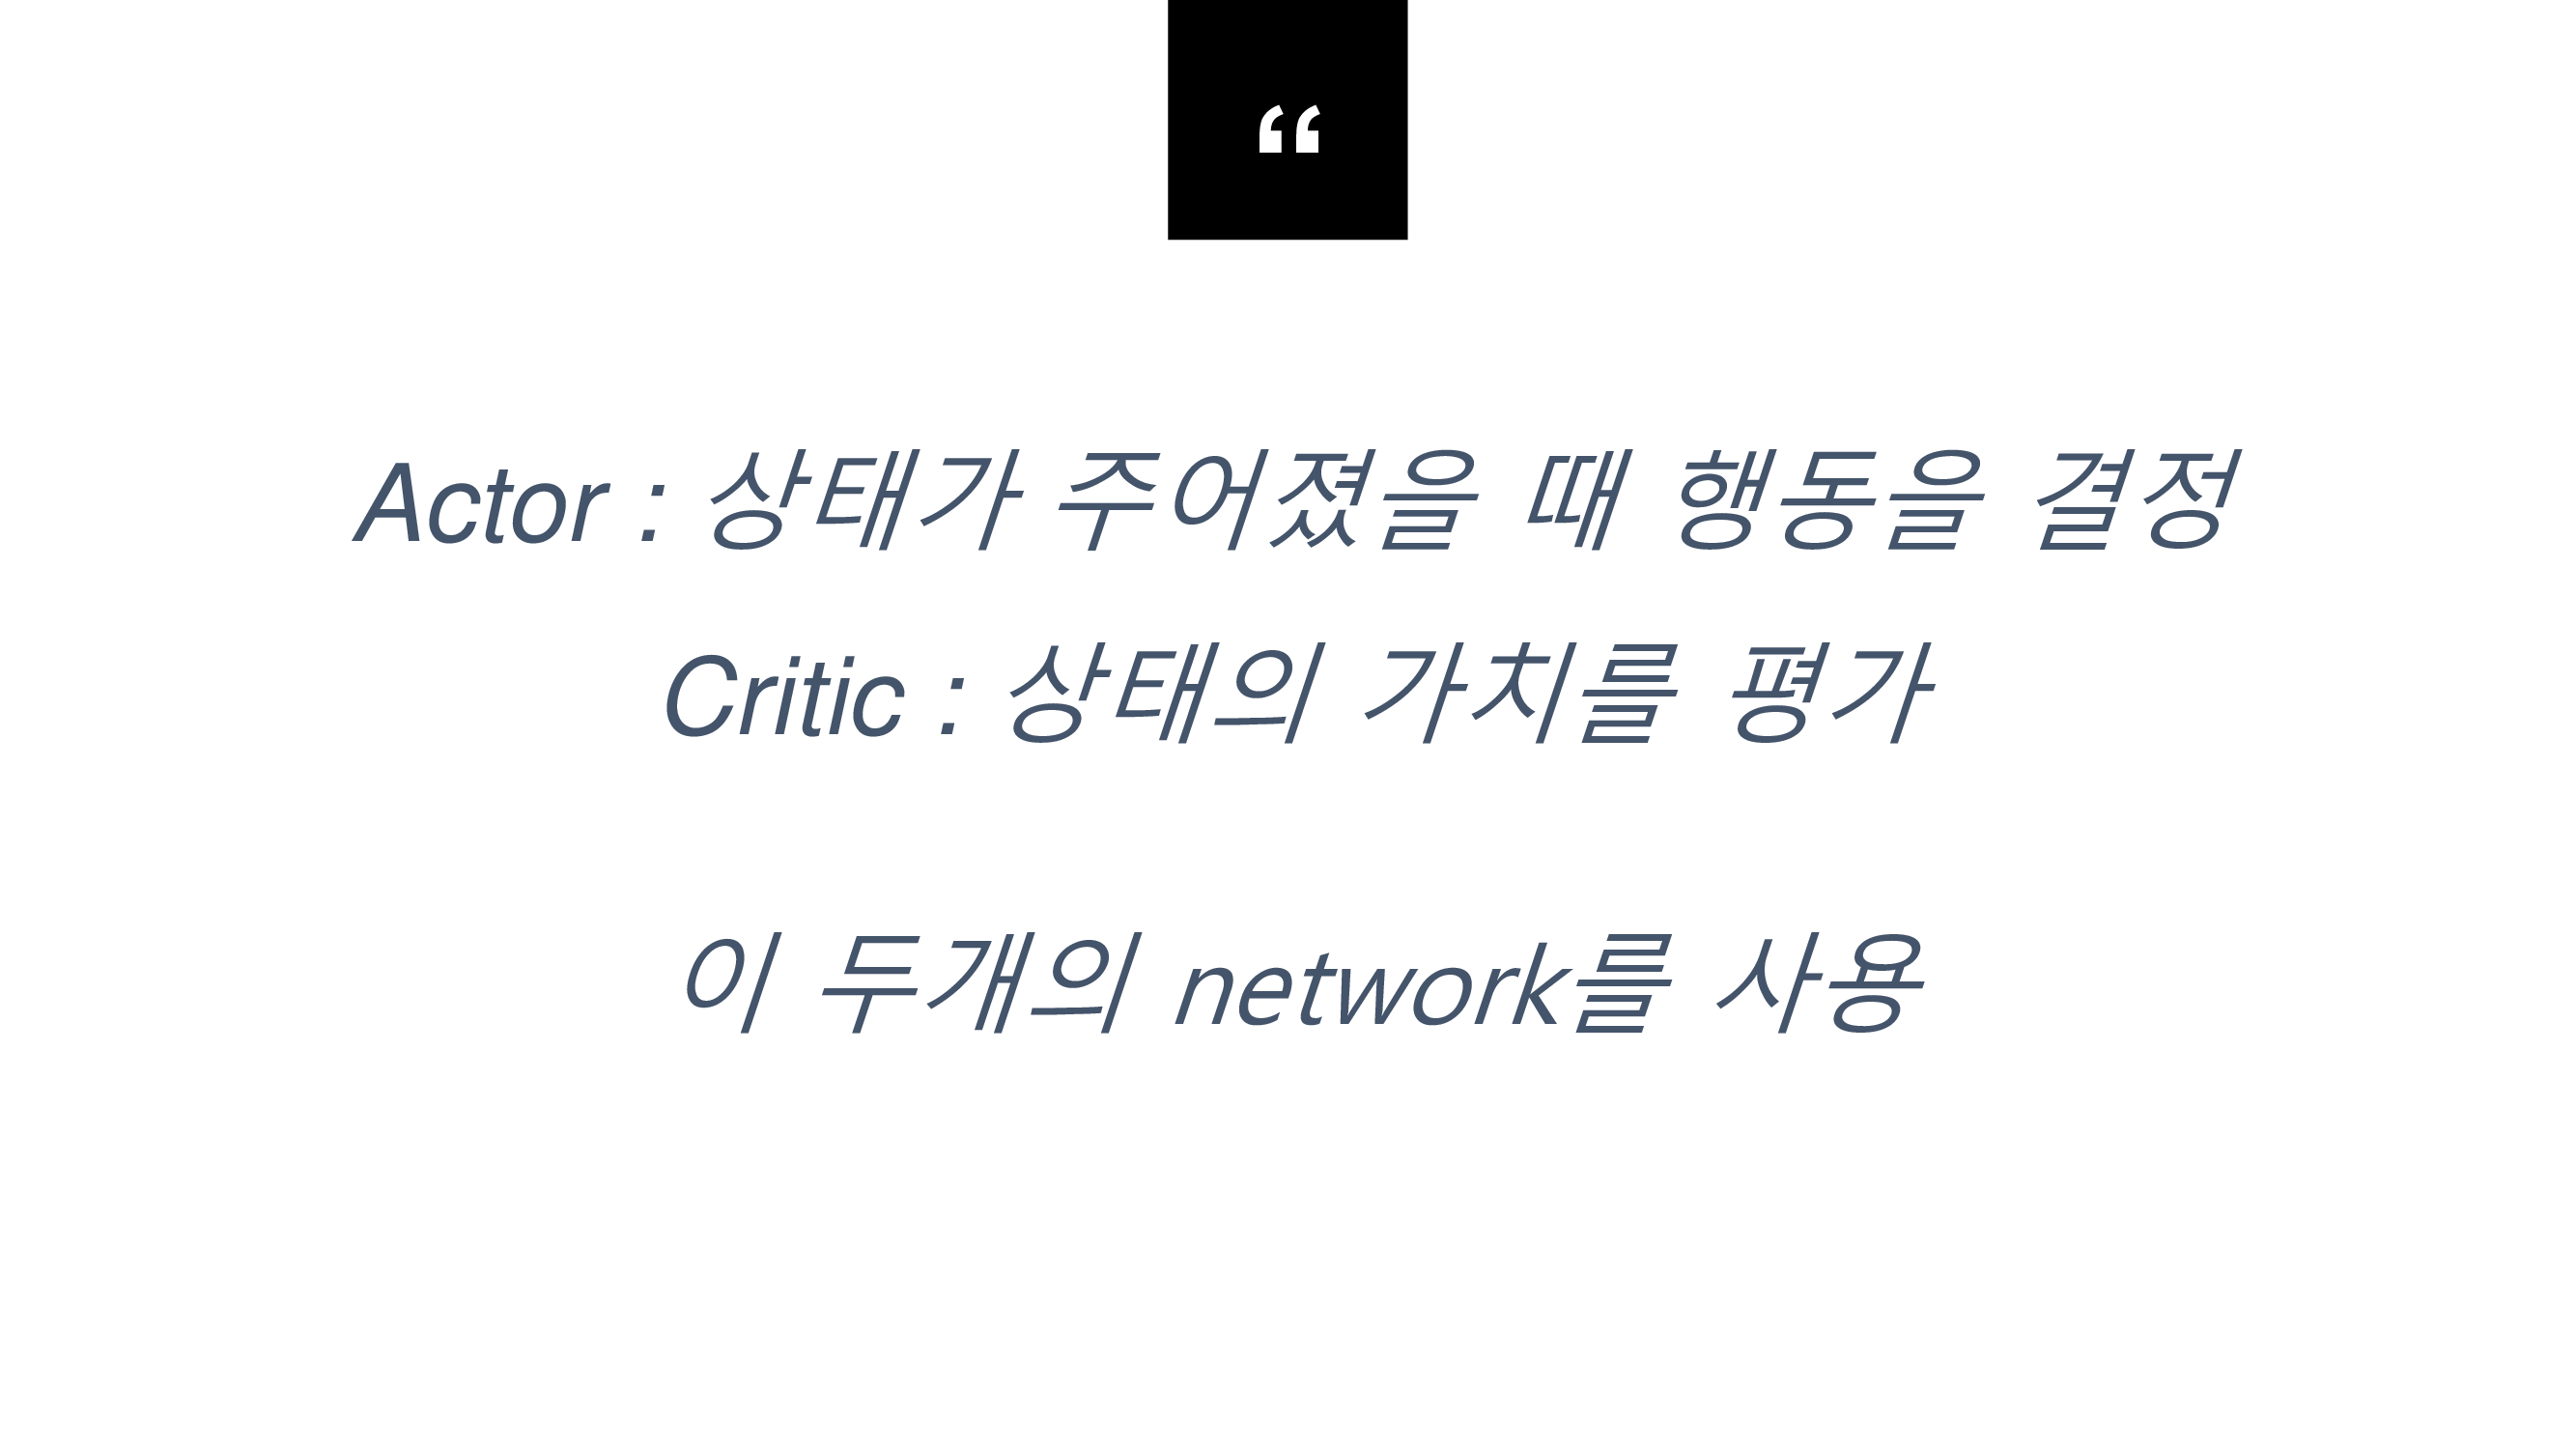 “
Actor : 상태가 주어졌을 때 행동을 결정
Critic : 상태의 가치를 평가
이 두개의 network를 사용